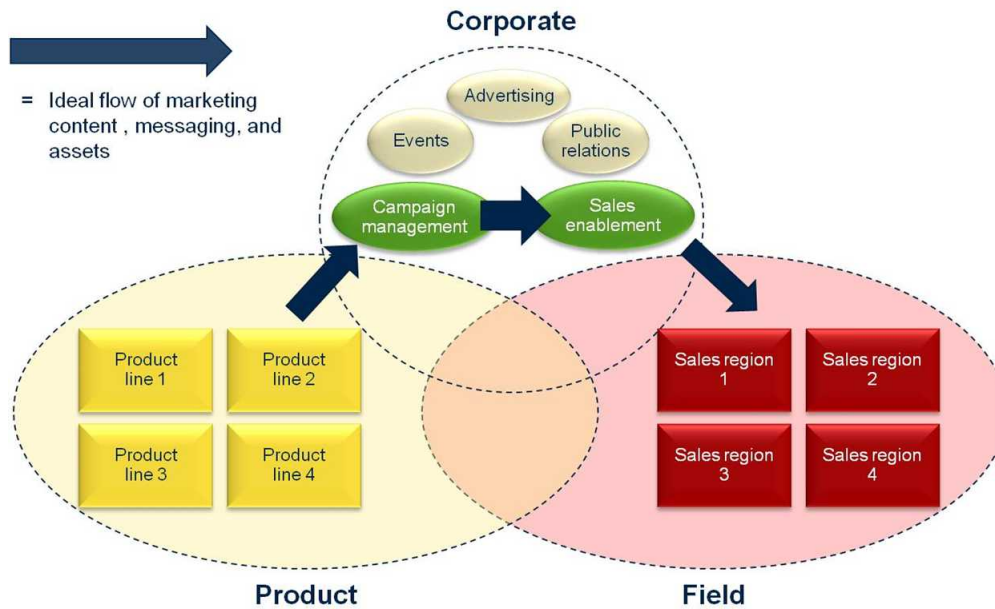 Corporate
= Ideal flow of marketing
content , messaging, and
assets
Advertising
Events
Public
relations
Campaign
management
Sales
enablement
Product
line 1
Product
line 2
Product
line 3
Product
line 4
Sales region
1
Sales region
2
Sales region
3
Sales region
4
Product
Field